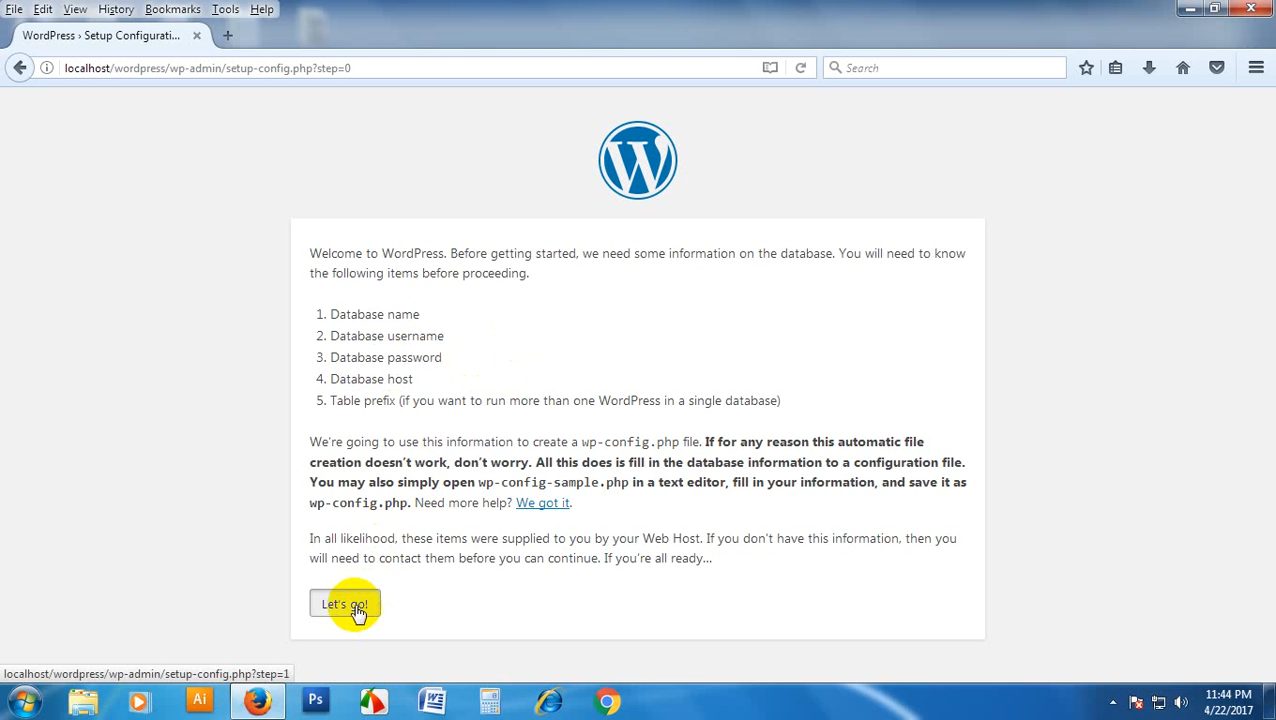 File Edit View History Bookmarks Tools Help
WordPress › Setup Configurati...
localhost/wordpress/wp-admin/setup-config.php?step=0
Search
W
Welcome to WordPress. Before getting started, we need some information on the database. You will need to know
the following items before proceeding.
1. Database name
2. Database username
3. Database password
4. Database host
5. Table prefix (if you want to run more than one WordPress in a single database)
We’re going to use this information to create a wp-config.php file. If for any reason this automatic file
creation doesn’t work, don’t worry. All this does is fill in the database information to a configuration file.
You may also simply open wp-config-sample.php in a text editor, fill in your information, and save it as
wp-config.php. Need more help? We got it.
In all likelihood, these items were supplied to you by your Web Host. If you don’t have this information, then you
will need to contact them before you can continue. If you’re all ready...
Let’s go!
localhost/wordpress/wp-admin/setup-config.php?step=1
Ai
Ps
11:44 PM
4/22/2017